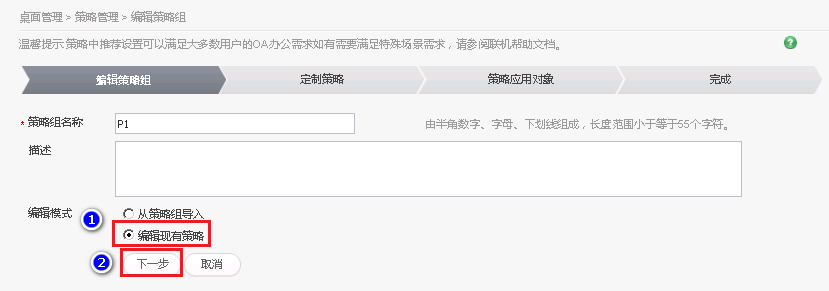 桌面管理 > 策略管理 > 编辑策略组
温馨提示:策略中推荐设置可以满足大多数用户的OA办公需求如有需要满足特殊场景需求，请参阅联机帮助文档。
?
编辑策略组 定制策略 策略应用对象 完成
* 策略组名称 P1 由半角数字、字母、下划线组成，长度范围小于等于55个字符。
描述
编辑模式 从策略组导入
1 编辑现有策略
2 下一步 取消